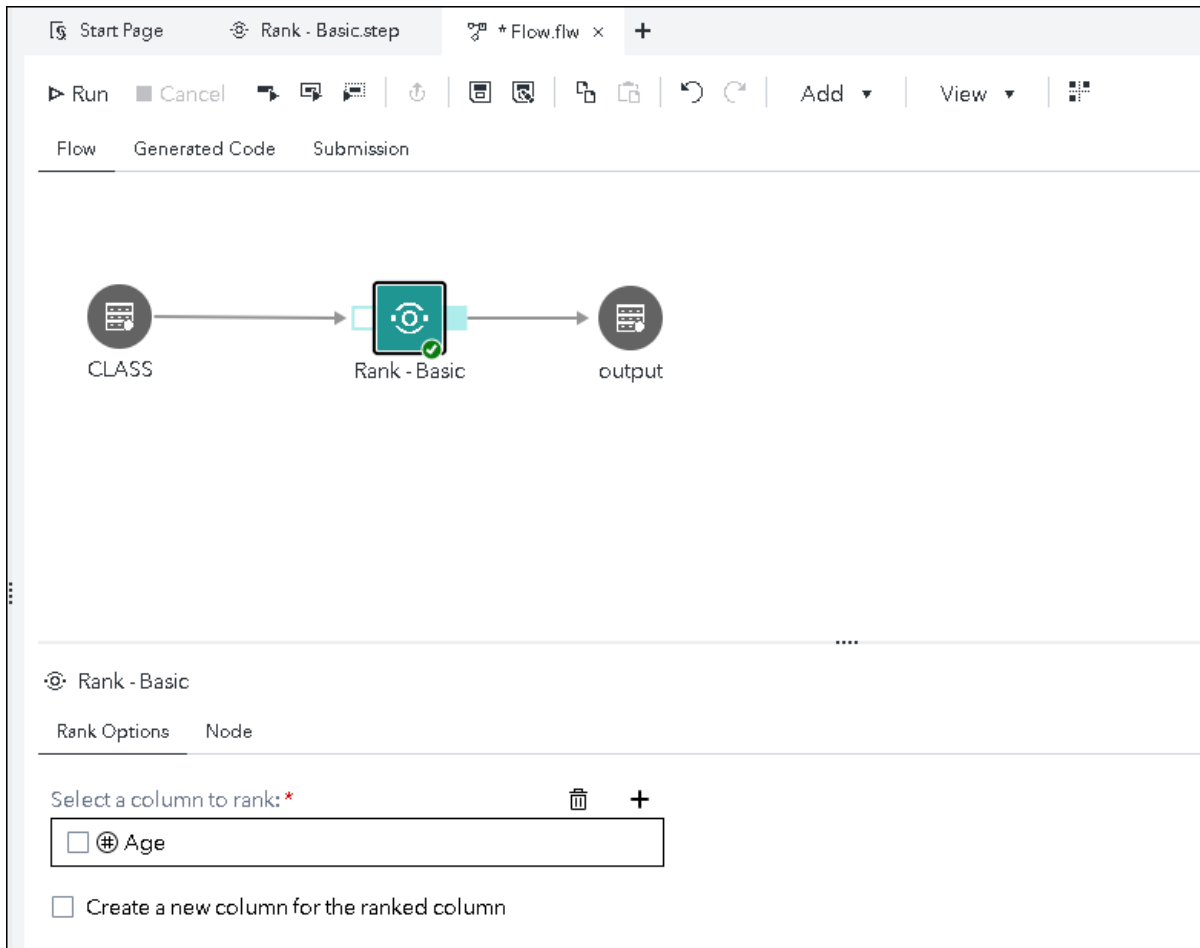 Start Page Rank - Basic.step * Flow.flw × +
Run Cancel Add View
Flow Generated Code Submission
CLASS Rank - Basic output
Rank - Basic
Rank Options Node
Select a column to rank: *
# Age
Create a new column for the ranked column